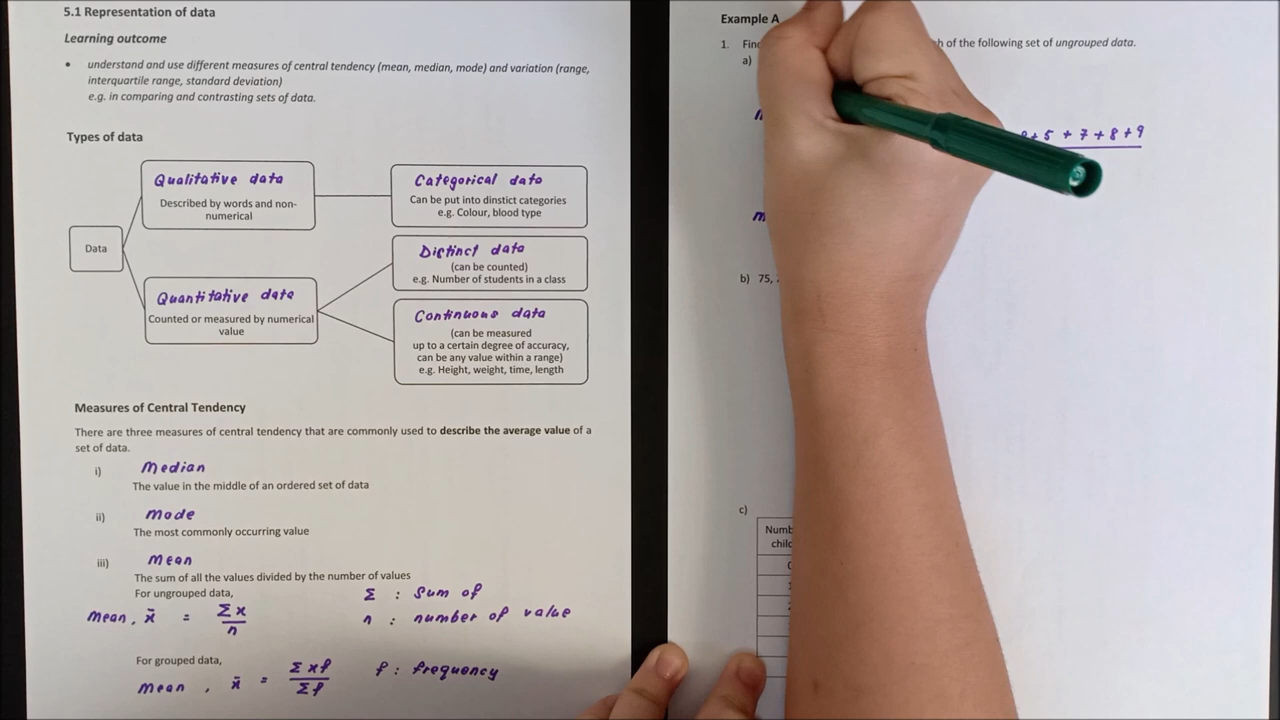 5.1 Representation of data
Learning outcome
• understand and use different measures of central tendency (mean, median, mode) and variation (range,
interquartile range, standard deviation)
e.g. in comparing and contrasting sets of data.
Types of data
Data
Qualitative data
Described by words and non-
numerical
Categorical data
Can be put into dinstict categories
e.g. Colour, blood type
Distinct data
(can be counted)
e.g. Number of students in a class
Quantitative data
Counted or measured by numerical
value
Continuous data
(can be measured
up to a certain degree of accuracy,
can be any value within a range)
e.g. Height, weight, time, length
Measures of Central Tendency
There are three measures of central tendency that are commonly used to describe the average value of a
set of data.
i) Median
The value in the middle of an ordered set of data
ii) Mode
The most commonly occurring value
iii) Mean
The sum of all the values divided by the number of values
For ungrouped data,
Σ : sum of
mean, x̄ = Σx/n
n : number of value
For grouped data,
mean, x̄ = Σxf/Σf
f : frequency
Example A
1. of the following set of ungrouped data.
a)
+ 5 + 7 + 8 + 9
b) 75,
c)